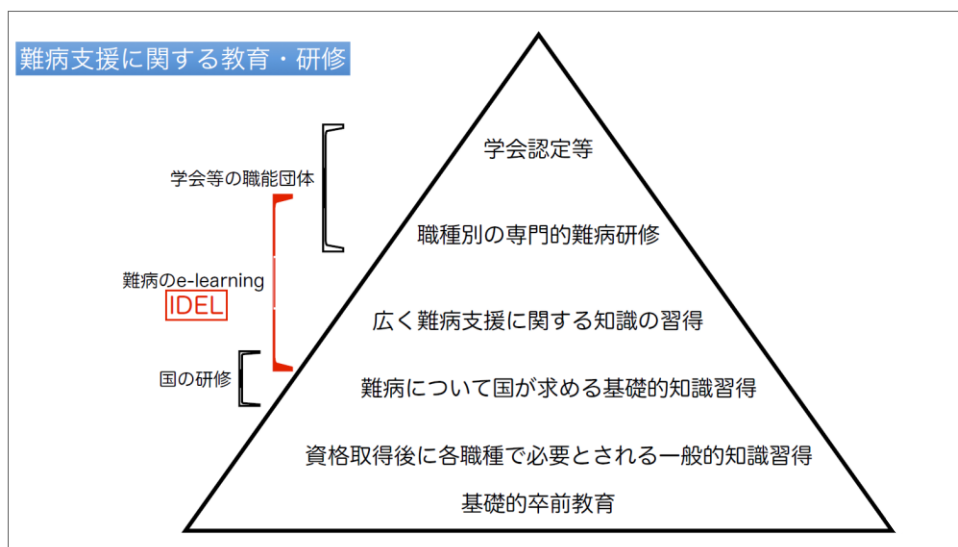 難病支援に関する教育・研修
学会認定等
学会等の職能団体
職種別の専門的難病研修
難病のe-learning
IDEL
広く難病支援に関する知識の習得
国の研修
難病について国が求める基礎的知識習得
資格取得後に各職種で必要とされる一般的知識習得
基礎的卒前教育